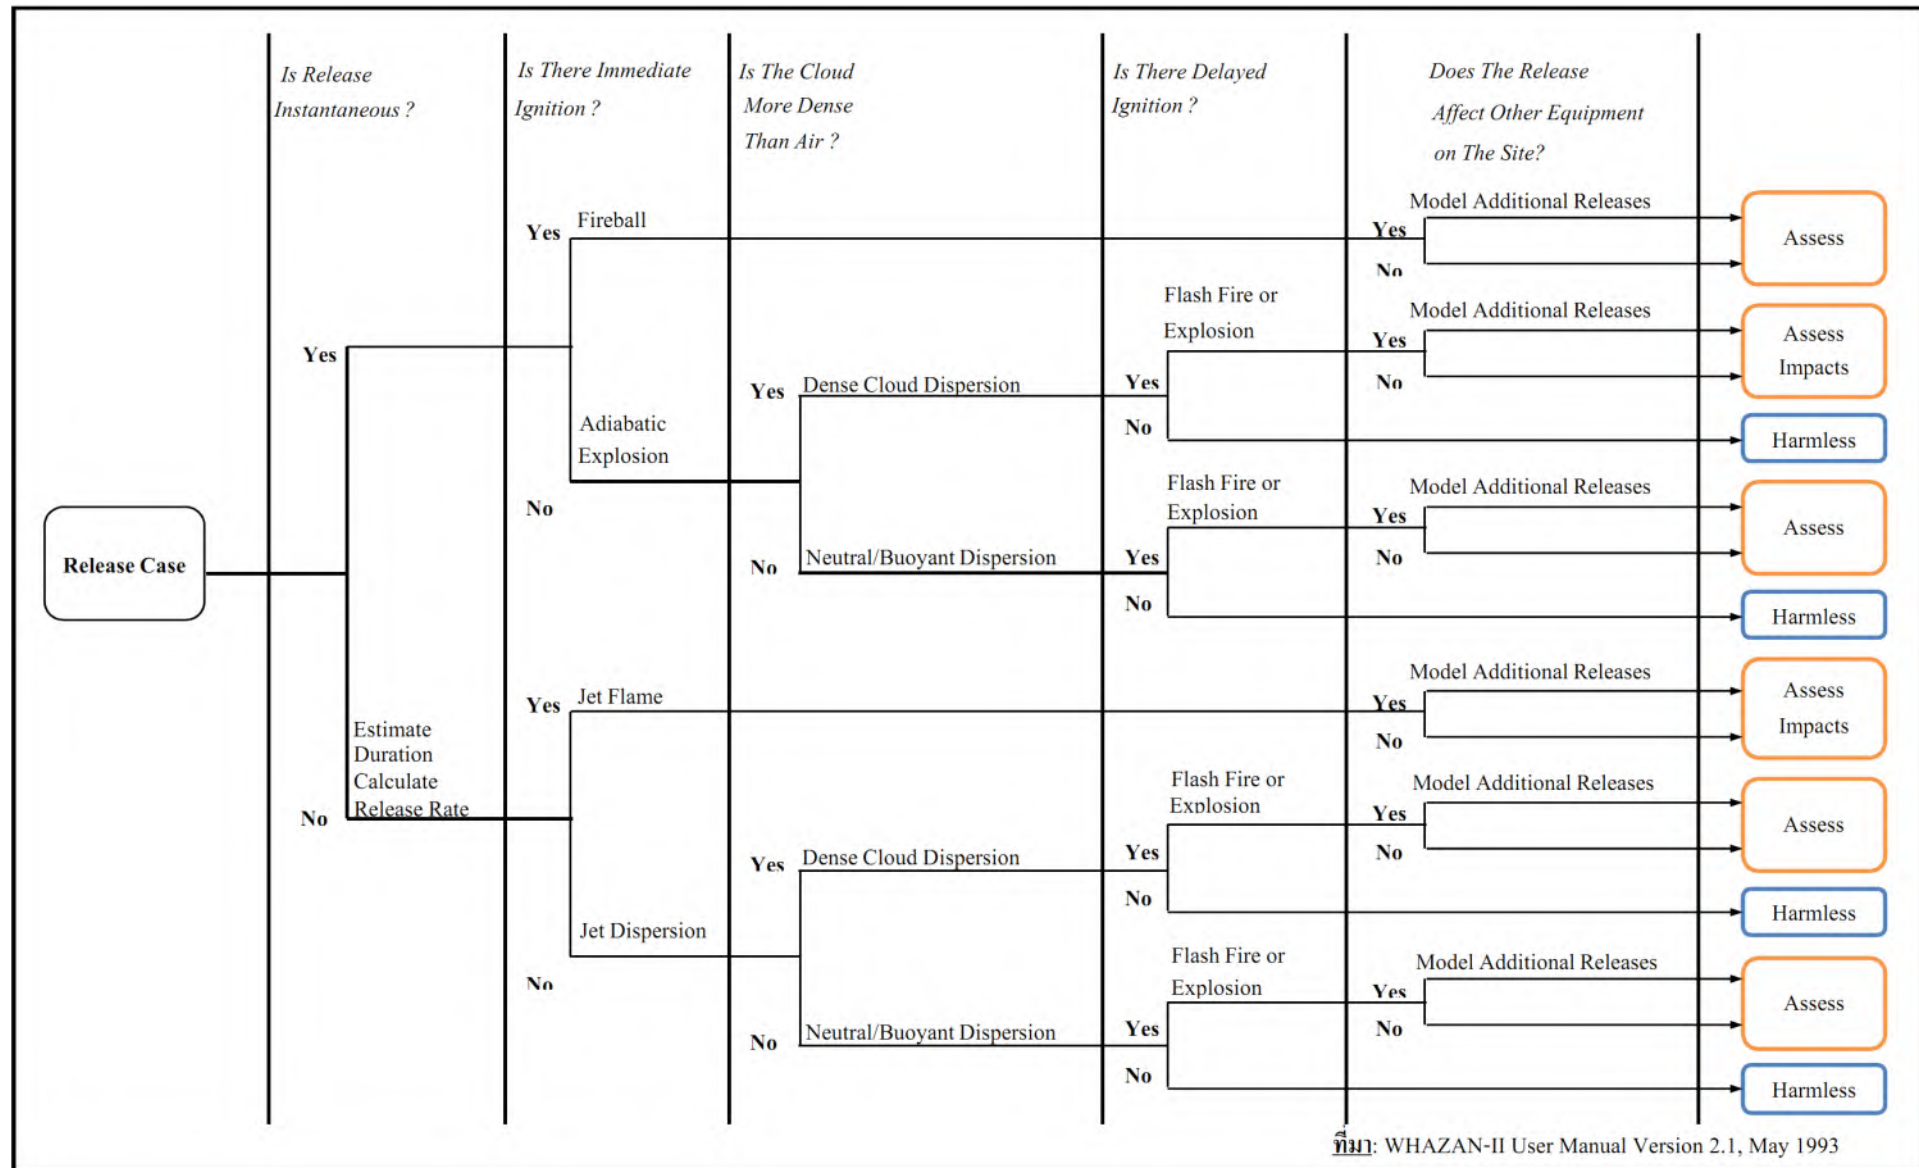 Is Release
Instantaneous ?
Is There Immediate
Ignition ?
Is The Cloud
More Dense
Than Air ?
Is There Delayed
Ignition ?
Does The Release
Affect Other Equipment
on The Site?
Release Case
Yes
No
Estimate
Duration
Calculate
Release Rate
Yes
Fireball
No
Adiabatic
Explosion
Yes
Jet Flame
No
Jet Dispersion
Yes
Dense Cloud Dispersion
No
Neutral/Buoyant Dispersion
Yes
Dense Cloud Dispersion
No
Neutral/Buoyant Dispersion
Flash Fire or
Explosion
Yes
No
Flash Fire or
Explosion
Yes
No
Flash Fire or
Explosion
Yes
No
Flash Fire or
Explosion
Yes
No
Model Additional Releases
Yes
No
Assess
Model Additional Releases
Yes
No
Assess
Impacts
Harmless
Model Additional Releases
Yes
No
Assess
Harmless
Model Additional Releases
Yes
No
Assess
Impacts
Model Additional Releases
Yes
No
Assess
Harmless
Model Additional Releases
Yes
No
Assess
Harmless
ที่มา: WHAZAN-II User Manual Version 2.1, May 1993